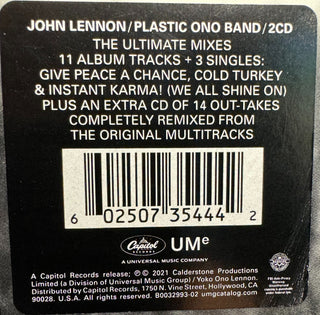 JOHN LENNON/PLASTIC ONO BAND/2CD
THE ULTIMATE MIXES
11 ALBUM TRACKS + 3 SINGLES:
GIVE PEACE A CHANCE, COLD TURKEY
& INSTANT KARMA! (WE ALL SHINE ON)
PLUS AN EXTRA CD OF 14 OUT-TAKES
COMPLETELY REMIXED FROM
THE ORIGINAL MULTITRACKS
6 02507 35444 2
Capitol UMe
A UNIVERSAL MUSIC COMPANY
A Capitol Records release; ℗ © 2021 Calderstone Productions
Limited (a Division of Universal Music Group) / Yoko Ono Lennon.
Distributed by Capitol Records, 1750 N. Vine Street, Hollywood, CA
90028. U.S. All Rights Reserved. B0032993-02 umgcatalog.com
FBI Anti-Piracy